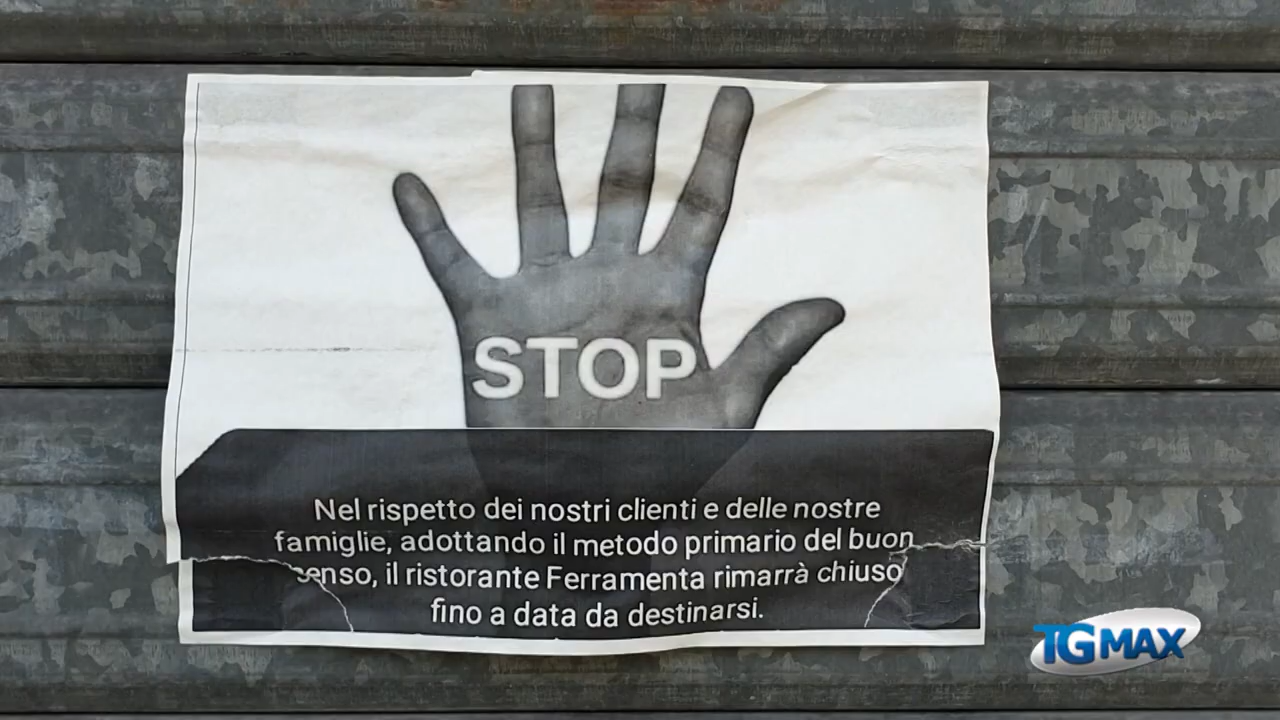 STOP
Nel rispetto dei nostri clienti e delle nostre
famiglie, adottando il metodo primario del buon
senso, il ristorante Ferramenta rimarrà chiuso
fino a data da destinarsi.
TGMAX